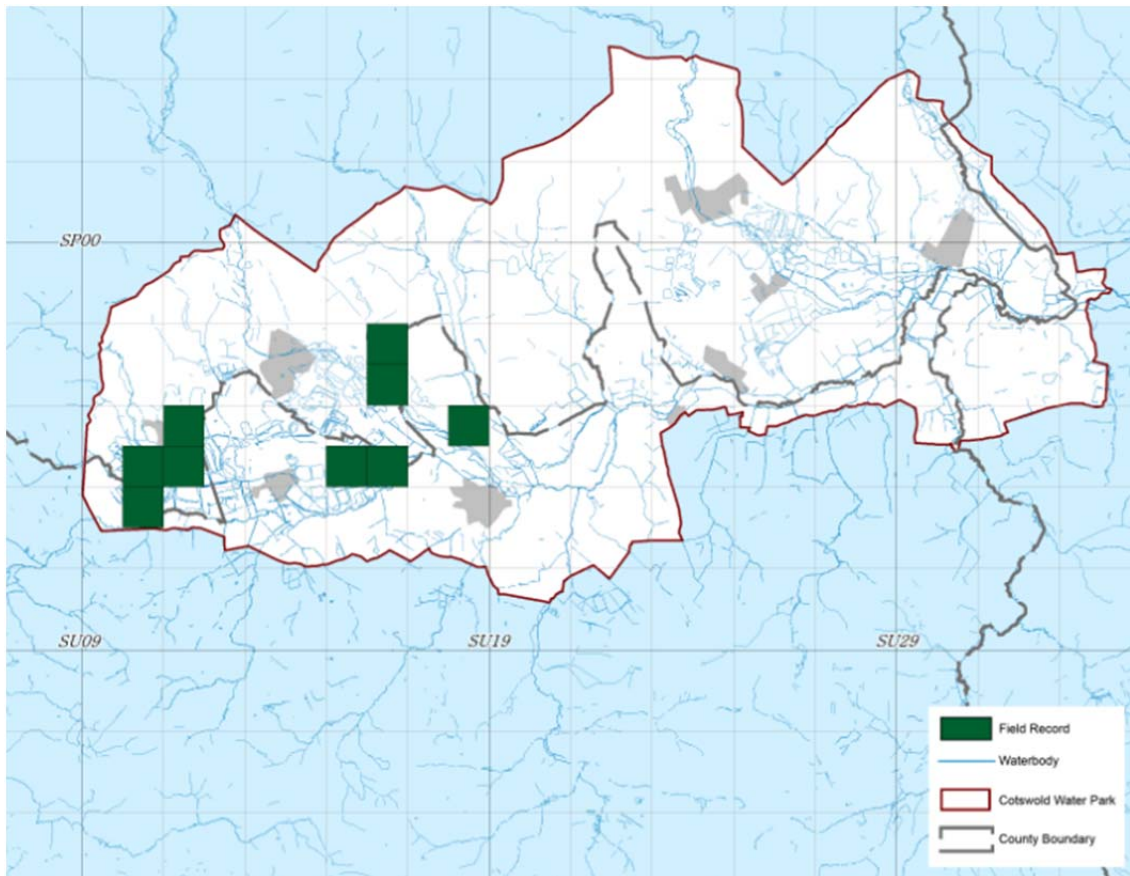 SP00
SU09
SU19
SU29
Field Record
Waterbody
Cotswold Water Park
County Boundary